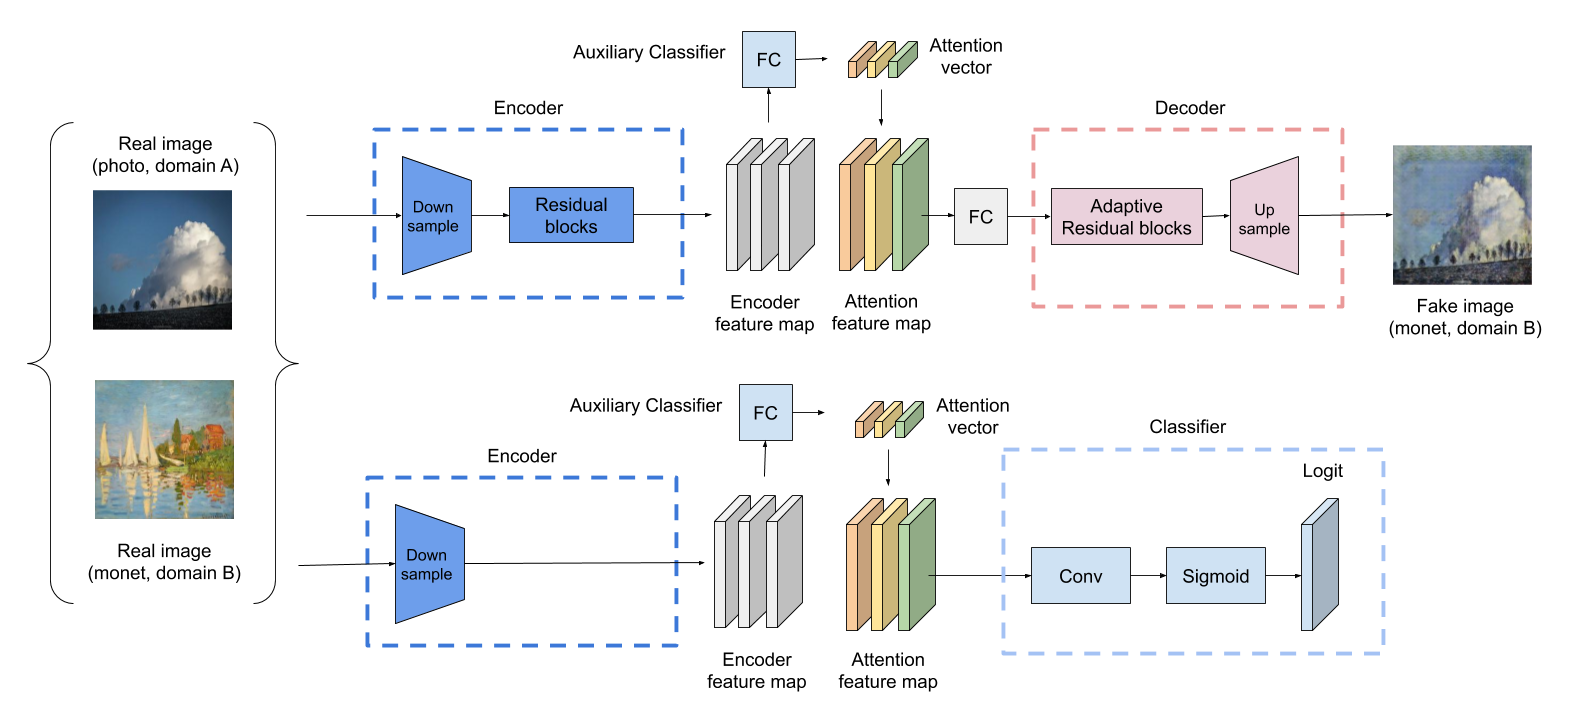 Real image
(photo, domain A)
Real image
(monet, domain B)
Auxiliary Classifier
FC
Attention
vector
Encoder
Down
sample
Residual
blocks
Encoder
feature map
Attention
feature map
FC
Decoder
Adaptive
Residual blocks
Up
sample
Fake image
(monet, domain B)
Auxiliary Classifier
FC
Attention
vector
Encoder
Down
sample
Encoder
feature map
Attention
feature map
Classifier
Logit
Conv
Sigmoid